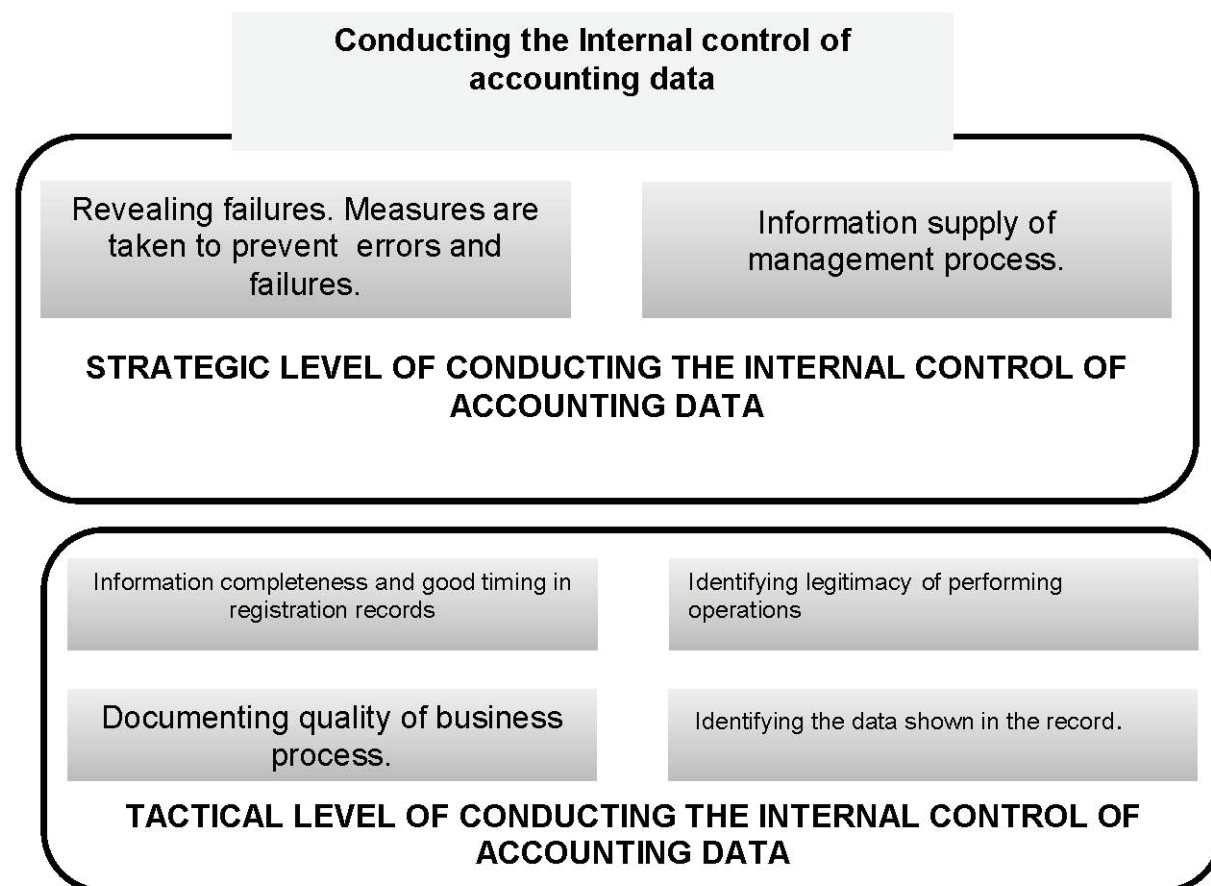 Conducting the Internal control of
accounting data
Revealing failures. Measures are
taken to prevent errors and
failures.
Information supply of
management process.
STRATEGIC LEVEL OF CONDUCTING THE INTERNAL CONTROL OF
ACCOUNTING DATA
Information completeness and good timing in
registration records
Identifying legitimacy of performing
operations
Documenting quality of business
process.
Identifying the data shown in the record.
TACTICAL LEVEL OF CONDUCTING THE INTERNAL CONTROL OF
ACCOUNTING DATA